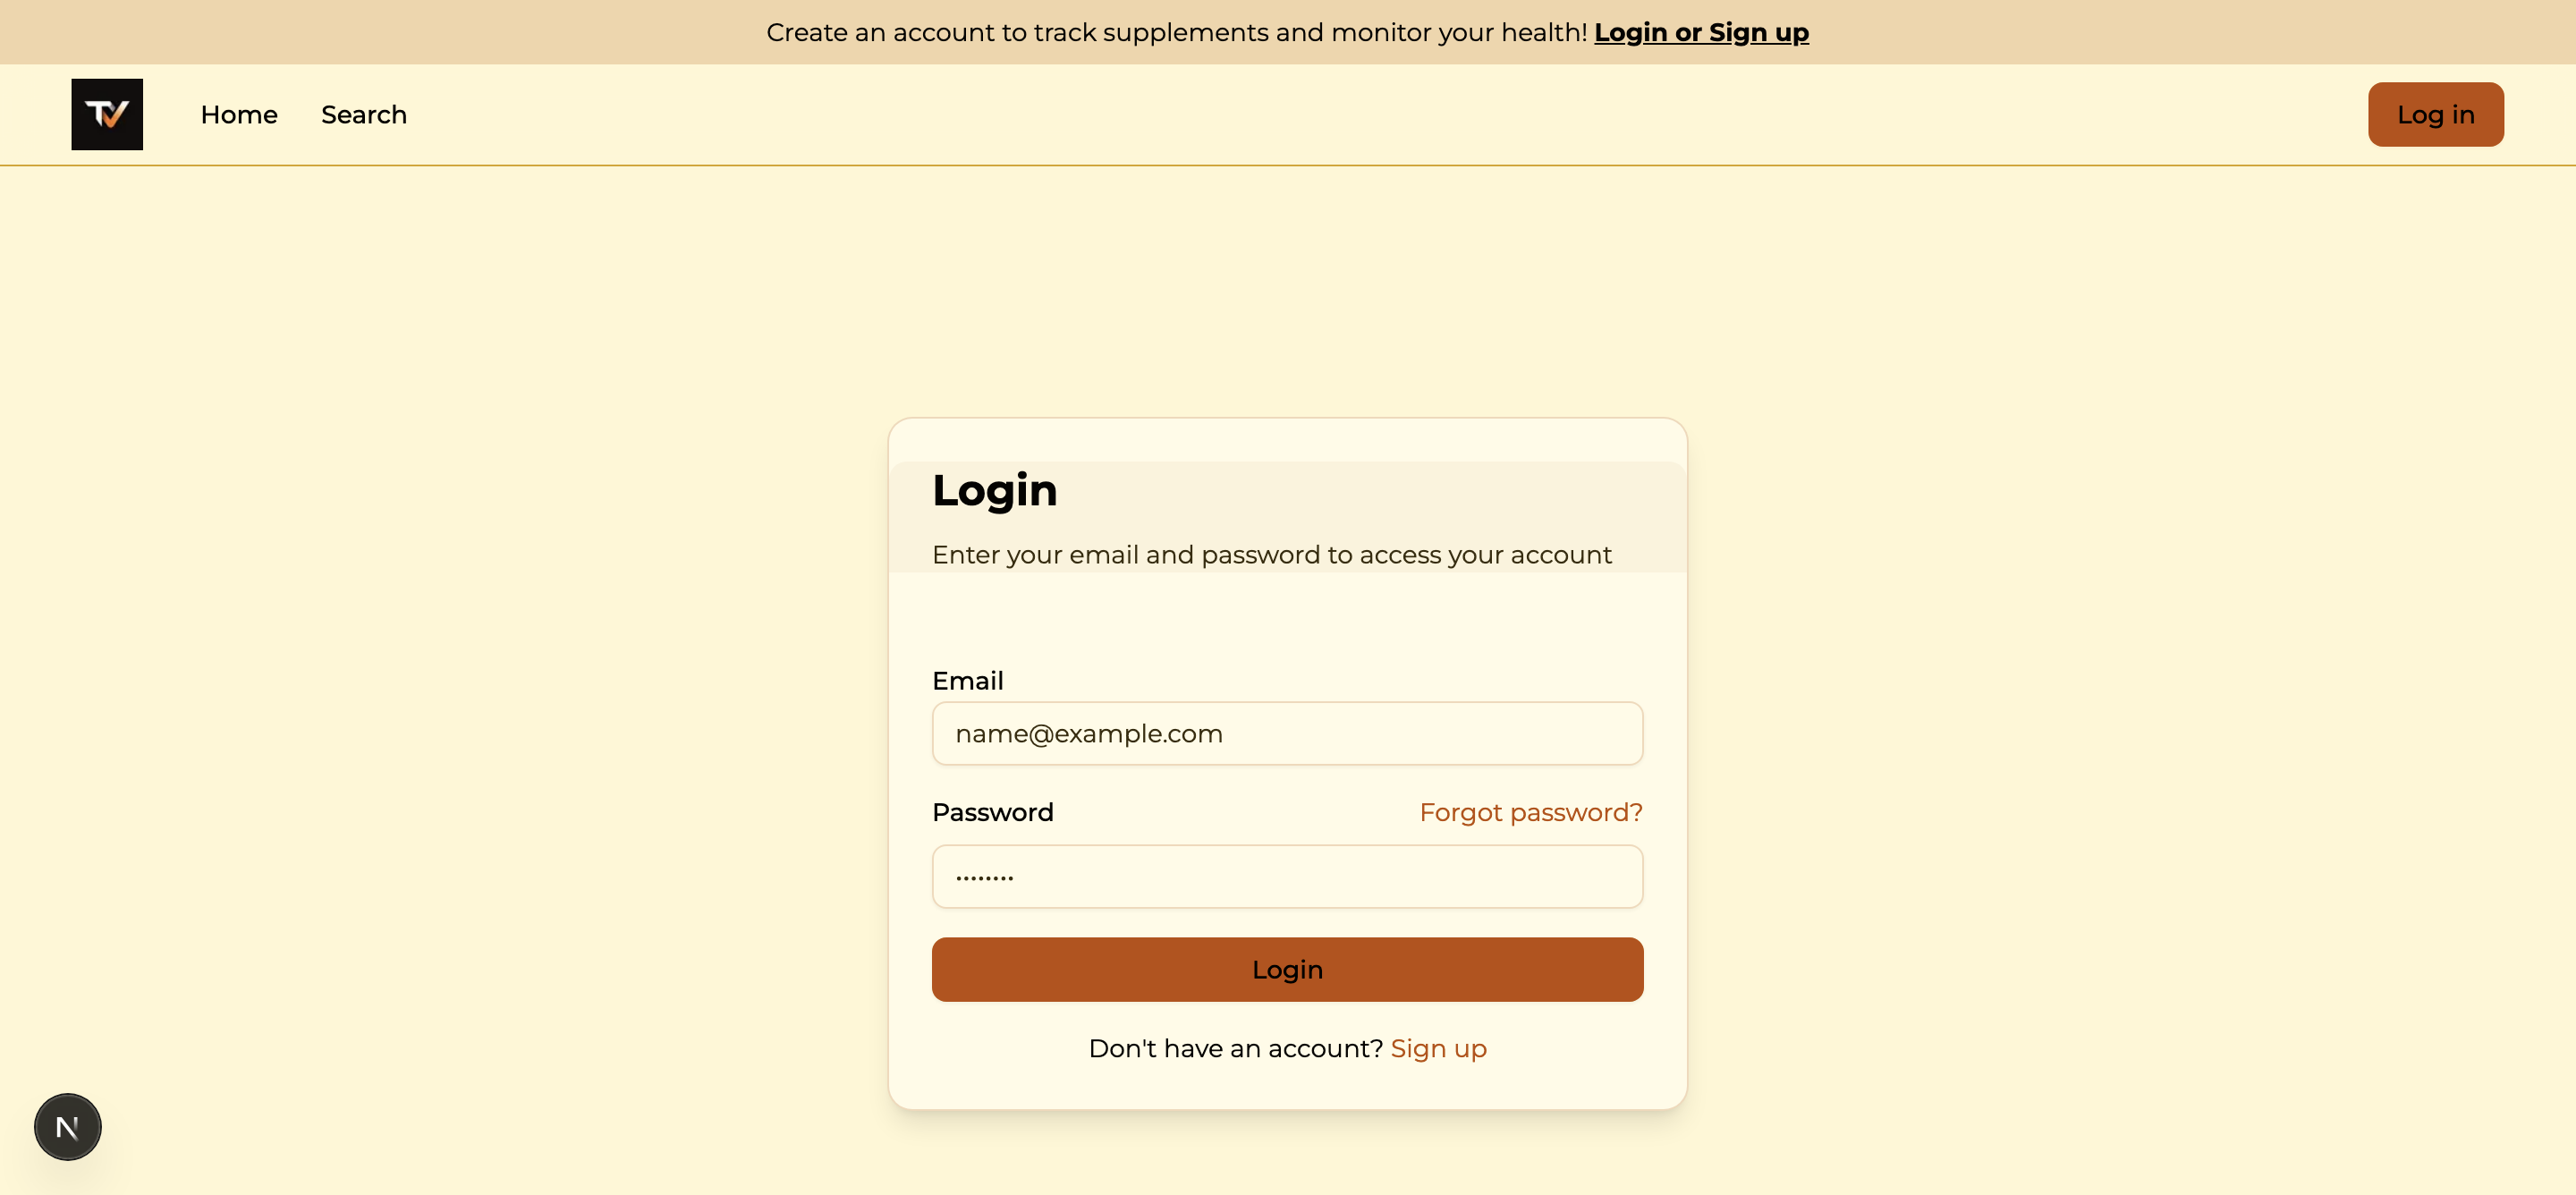 Create an account to track supplements and monitor your health! Login or Sign up
TV
Home
Search
Log in
Login
Enter your email and password to access your account
Email
name@example.com
Password
Forgot password?
••••••••
Login
Don't have an account? Sign up
N